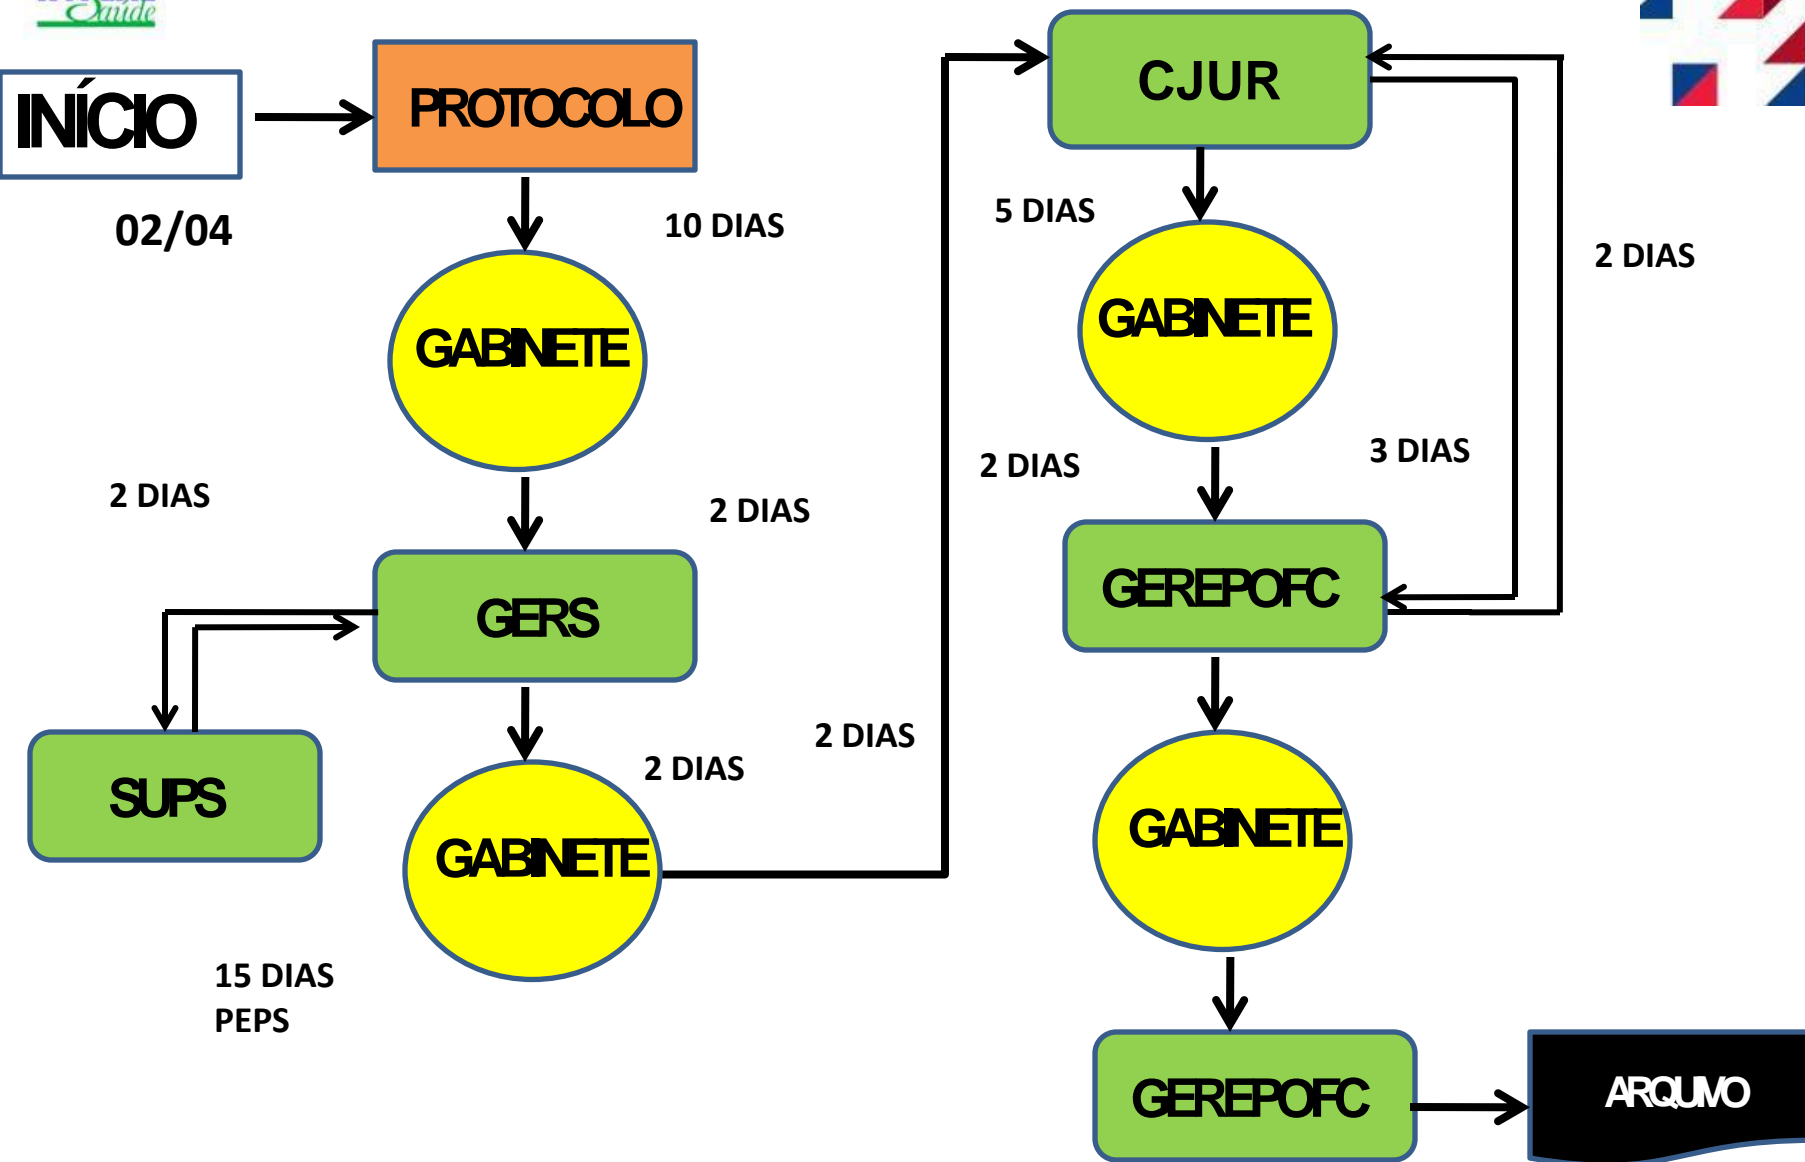 Saúde
INÍCIO
PROTOCOLO
02/04
10 DIAS
GABINETE
2 DIAS
2 DIAS
GERS
SUPS
2 DIAS
2 DIAS
GABINETE
15 DIAS
PEPS
CJUR
5 DIAS
2 DIAS
GABINETE
2 DIAS
3 DIAS
GEREPOFC
GABINETE
GEREPOFC
ARQUIVO